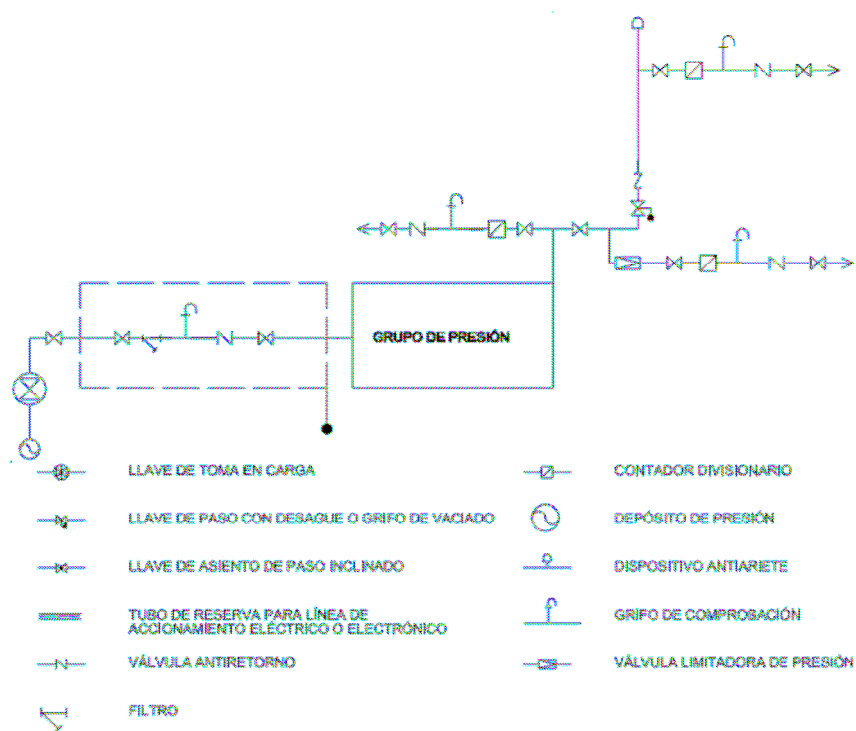 GRUPO DE PRESIÓN
LLAVE DE TOMA EN CARGA
LLAVE DE PASO CON DESAGUE O GRIFO DE VACIADO
LLAVE DE ASIENTO DE PASO INCLINADO
TUBO DE RESERVA PARA LÍNEA DE
ACCIONAMIENTO ELÉCTRICO O ELECTRÓNICO
VÁLVULA ANTIRETORNO
FILTRO
CONTADOR DIVISIONARIO
DEPÓSITO DE PRESIÓN
DISPOSITIVO ANTIARIETE
GRIFO DE COMPROBACIÓN
VÁLVULA LIMITADORA DE PRESIÓN